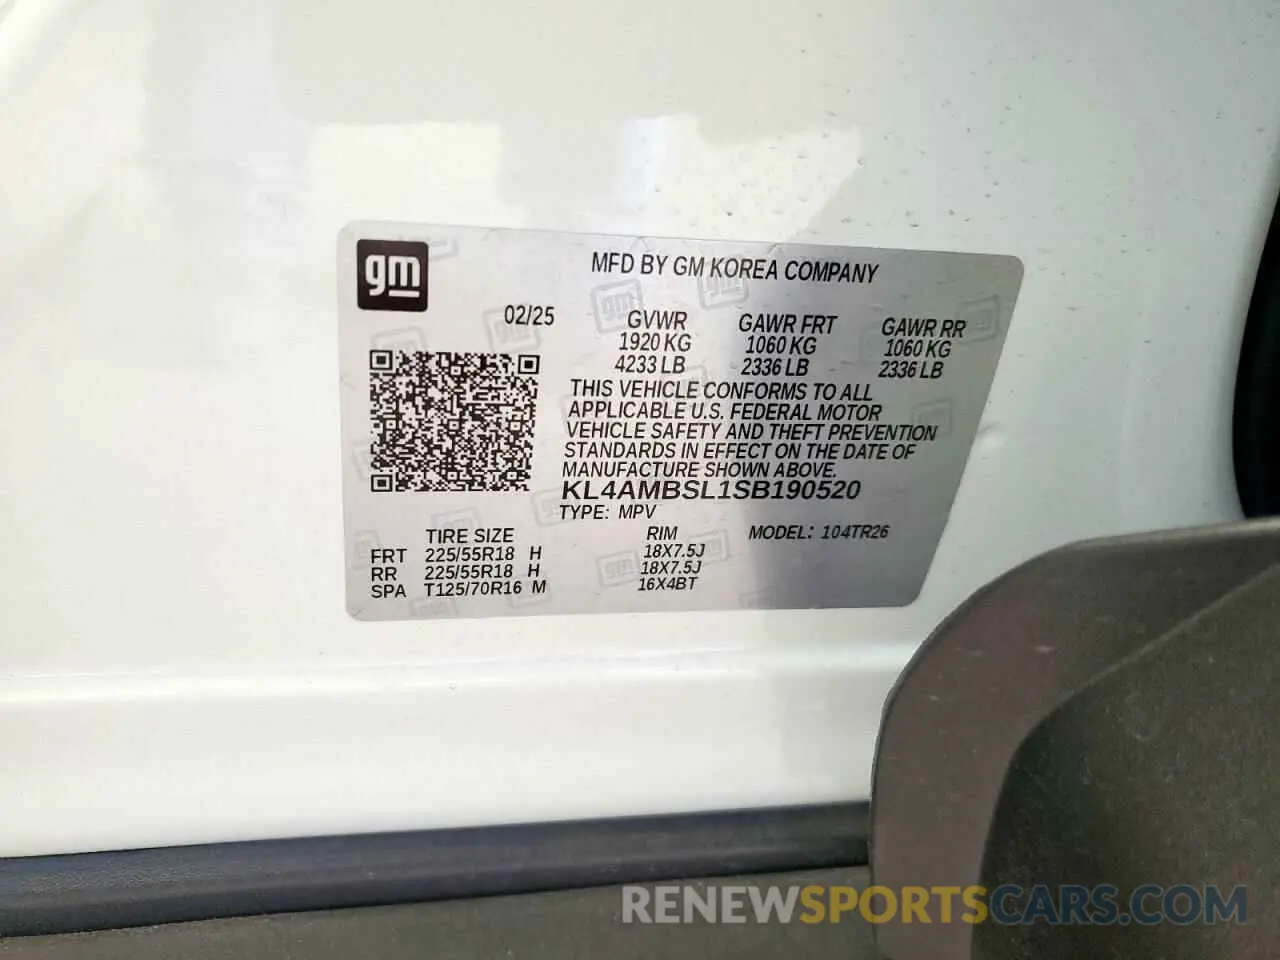 gm
MFD BY GM KOREA COMPANY
02/25 GVWR GAWR FRT GAWR RR
1920 KG 1060 KG 1060 KG
4233 LB 2336 LB 2336 LB
THIS VEHICLE CONFORMS TO ALL
APPLICABLE U.S. FEDERAL MOTOR
VEHICLE SAFETY AND THEFT PREVENTION
STANDARDS IN EFFECT ON THE DATE OF
MANUFACTURE SHOWN ABOVE.
KL4AMBSL1SB190520
TYPE: MPV
TIRE SIZE RIM MODEL: 104TR26
FRT 225/55R18 H 18X7.5J
RR 225/55R18 H 18X7.5J
SPA T125/70R16 M 16X4BT
RENEWSPORTSCARS.COM